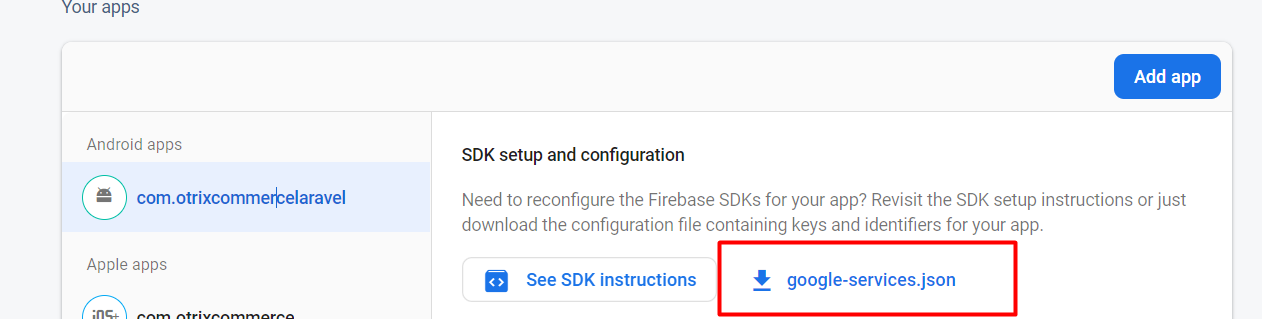 Your apps
Add app
Android apps
com.otrixcommercelaravel
Apple apps
iOS+
com.otrixcommerce
SDK setup and configuration
Need to reconfigure the Firebase SDKs for your app? Revisit the SDK setup instructions or just
download the configuration file containing keys and identifiers for your app.
See SDK instructions
google-services.json